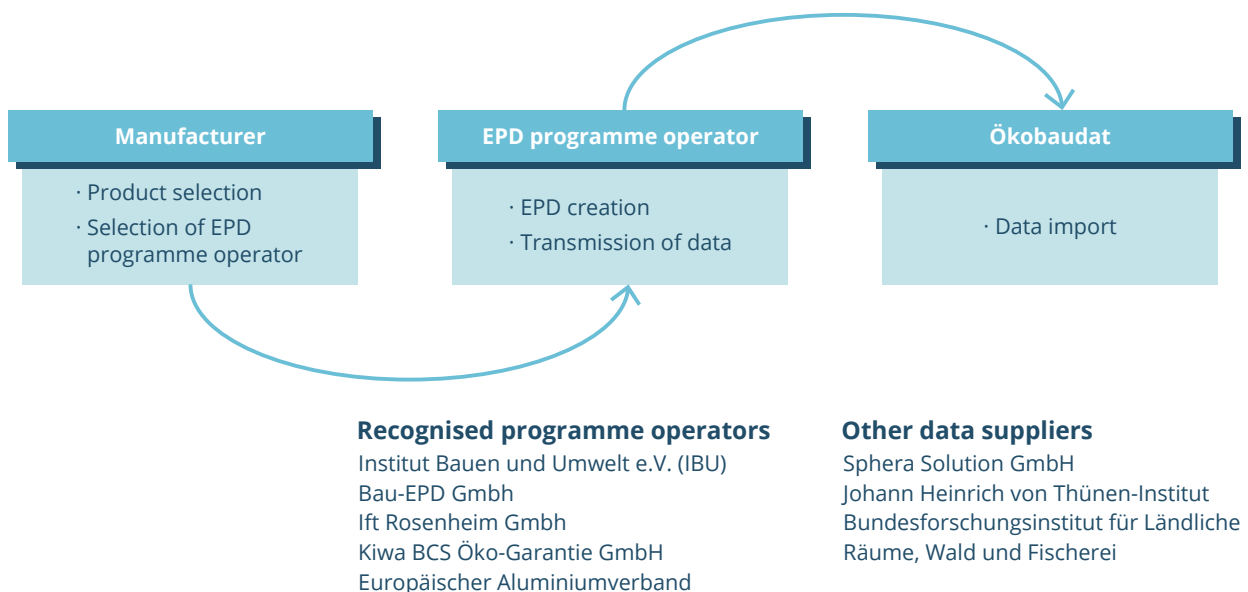 Manufacturer
· Product selection
· Selection of EPD
programme operator
EPD programme operator
· EPD creation
· Transmission of data
Ökobaudat
· Data import
Recognised programme operators
Institut Bauen und Umwelt e.V. (IBU)
Bau-EPD Gmbh
Ift Rosenheim Gmbh
Kiwa BCS Öko-Garantie GmbH
Europäischer Aluminiumverband
Other data suppliers
Sphera Solution GmbH
Johann Heinrich von Thünen-Institut
Bundesforschungsinstitut für Ländliche
Räume, Wald und Fischerei